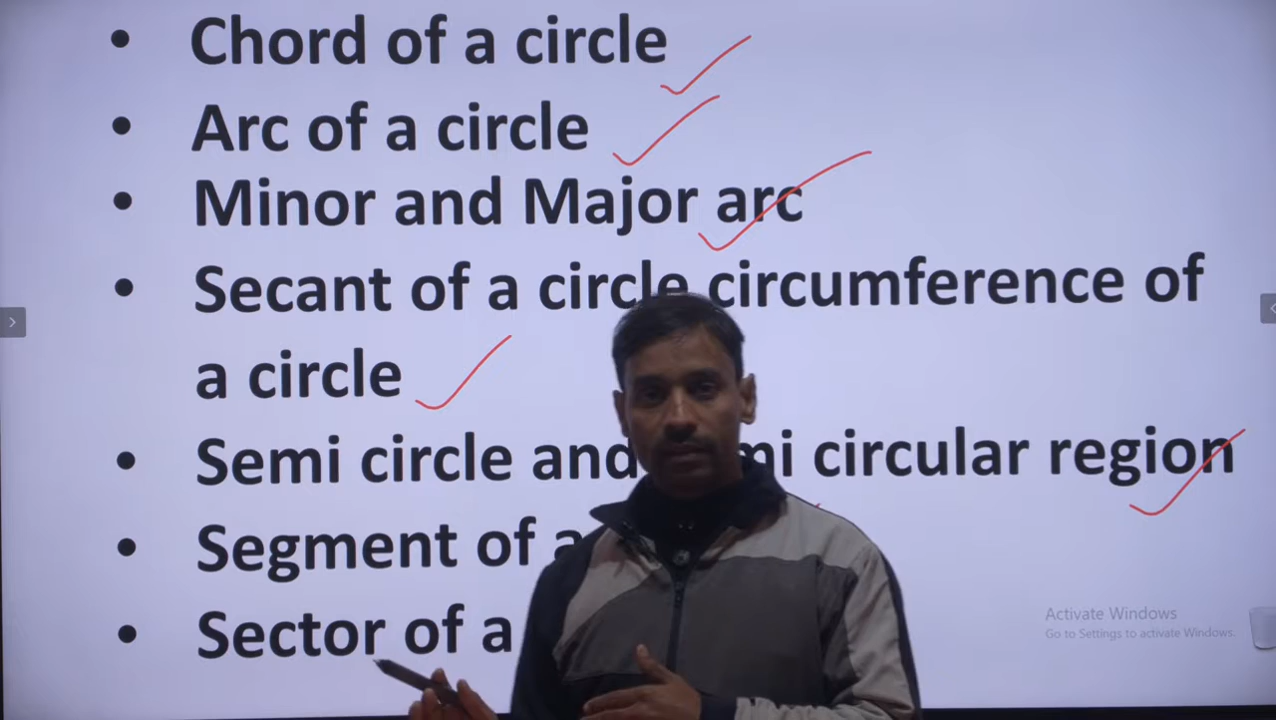 • Chord of a circle
• Arc of a circle
• Minor and Major arc
• Secant of a circle circumference of
a circle
• Semi circle and circular region
• Segment of a
• Sector of a
Activate Windows
Go to Settings to activate Windows.